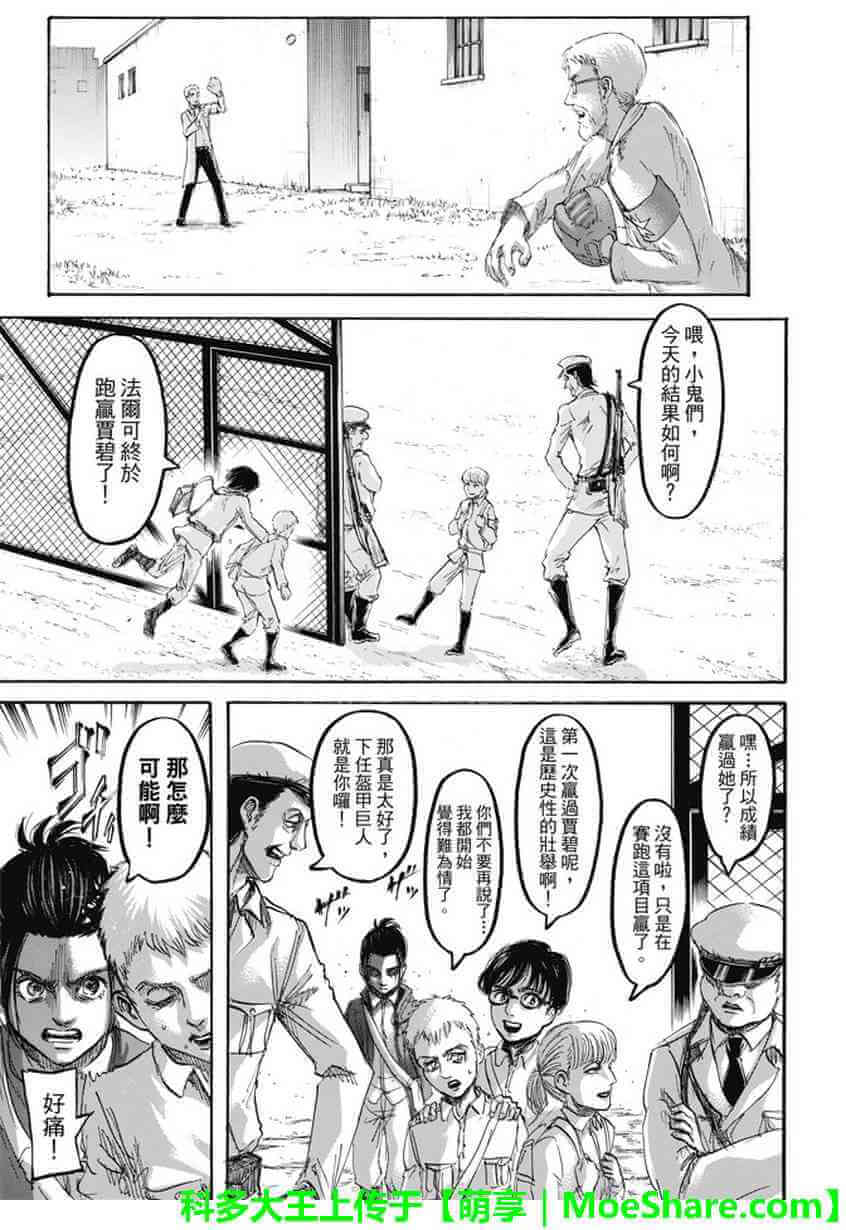 喂，小鬼們，
今天的結果如何啊？
法爾可終於
跑贏賈碧了！
嘿…所以成績
贏過她了？
沒有啦，只是在
賽跑這項目贏了。
第一次贏過賈碧呢，
這是歷史性的壯舉啊！
你們不要再說了…
我都開始
覺得難為情了。
那真是太好了，
下任盔甲巨人
就是你囉！
那怎麼
可能啊！
好痛！
科多大王上传于【萌享｜MoeShare.com】